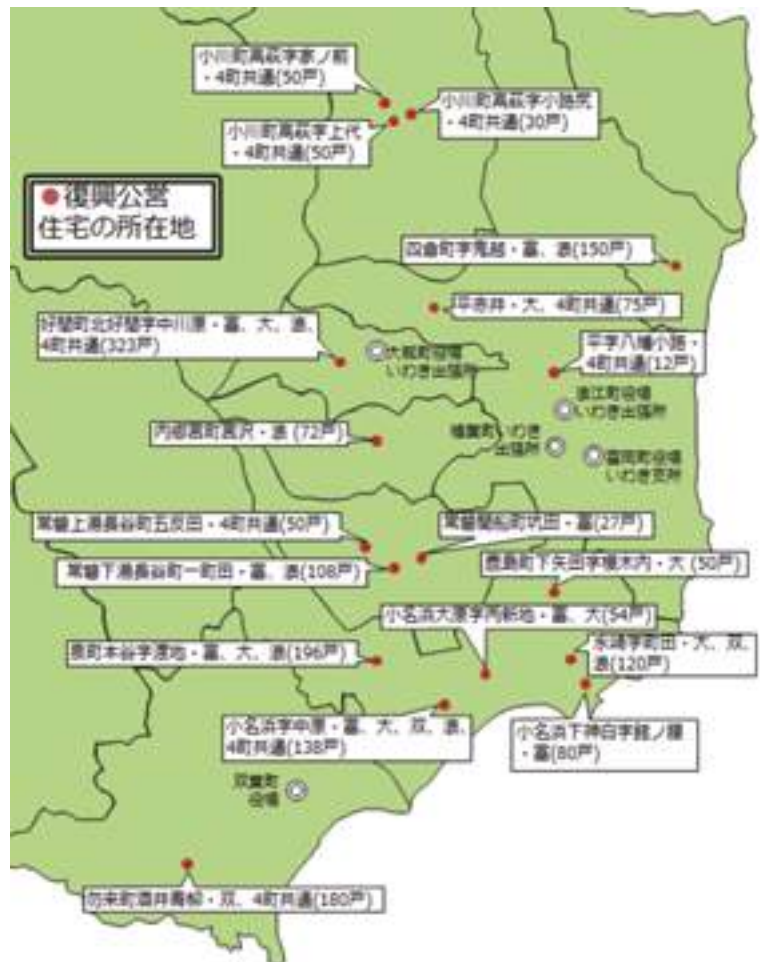 小川町高萩字家ノ前
・4町共通(50戸)
小川町高萩字小路尻
・4町共通(30戸)
小川町高萩字上代
・4町共通(50戸)
●復興公営
住宅の所在地
四倉町字鬼越・富、浪(150戸)
平赤井・大、4町共通(75戸)
好間町北好間字中川原・富、大、浪、
4町共通(323戸)
大熊町役場
いわき出張所
平字八幡小路・
4町共通(12戸)
浪江町役場
いわき出張所
楢葉町いわき
出張所
富岡町役場
いわき支所
内郷宮町宮沢・浪 (72戸)
常磐上湯長谷町五反田・4町共通(50戸)
常磐関船町坑田・富(27戸)
常磐下湯長谷町一町田・富、浪(108戸)
鹿島町下矢田字榎木内・大 (50戸)
小名浜大原字丙新地・富、大(54戸)
泉町本谷字渡地・富、大、浪(196戸)
永崎字町田・大、双、
浪(120戸)
小名浜字中原・富、大、双、浪、
4町共通(138戸)
小名浜下神白字館ノ腰
・富(80戸)
双葉町
役場
勿来町酒井青柳・双、4町共通(180戸)